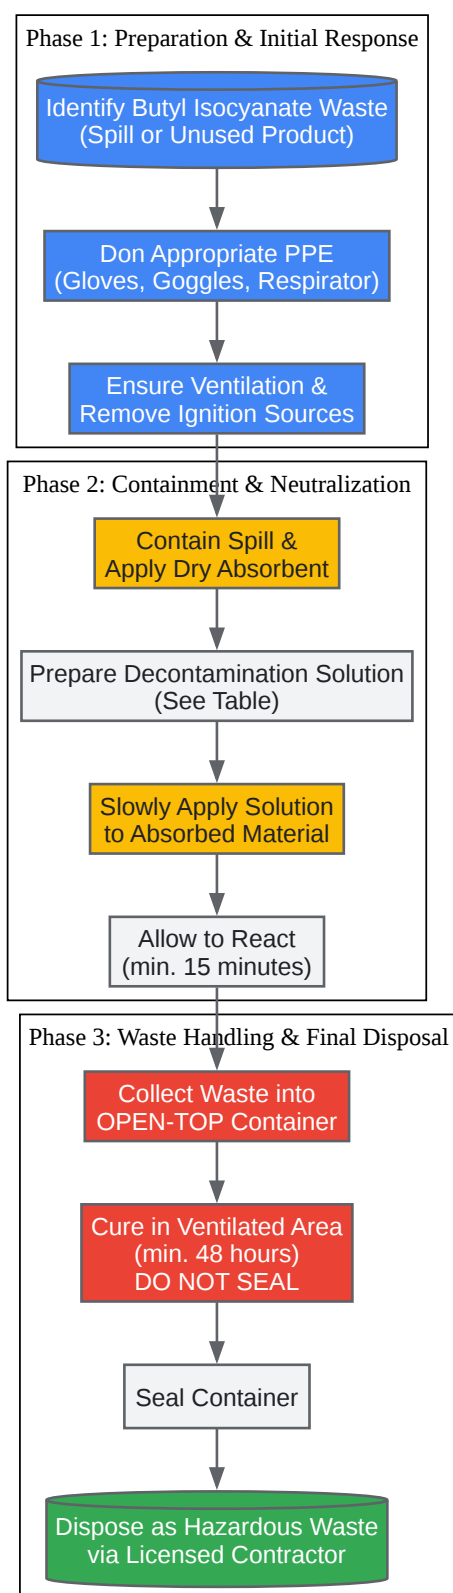 Phase 1: Preparation & Initial Response
Identify Butyl Isocyanate Waste
(Spill or Unused Product)
Don Appropriate PPE
(Gloves, Goggles, Respirator)
Ensure Ventilation &
Remove Ignition Sources
Phase 2: Containment & Neutralization
Contain Spill &
Apply Dry Absorbent
Prepare Decontamination Solution
(See Table)
Slowly Apply Solution
to Absorbed Material
Allow to React
(min. 15 minutes)
Phase 3: Waste Handling & Final Disposal
Collect Waste into
OPEN-TOP Container
Cure in Ventilated Area
(min. 48 hours)
DO NOT SEAL
Seal Container
Dispose as Hazardous Waste
via Licensed Contractor